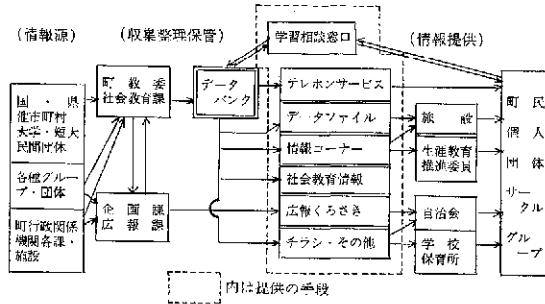 (情報源)
(収集整理保管)
(情報提供)
学習相談窓口
国・県
他市町村
大学・短大
民間団体
各種グルー
プ・団体
町行政関係
機関各課・
施設
町教委
社会教育課
企画課
広報課
データ
バンク
テレホンサービス
データファイル
情報コーナー
社会教育情報
広報くろさき
チラシ・その他
施設
生涯教育
推進委員
自治会
学校
保育所
町民
個人
団体
サー
クル
グル
ープ
内は提供の手段